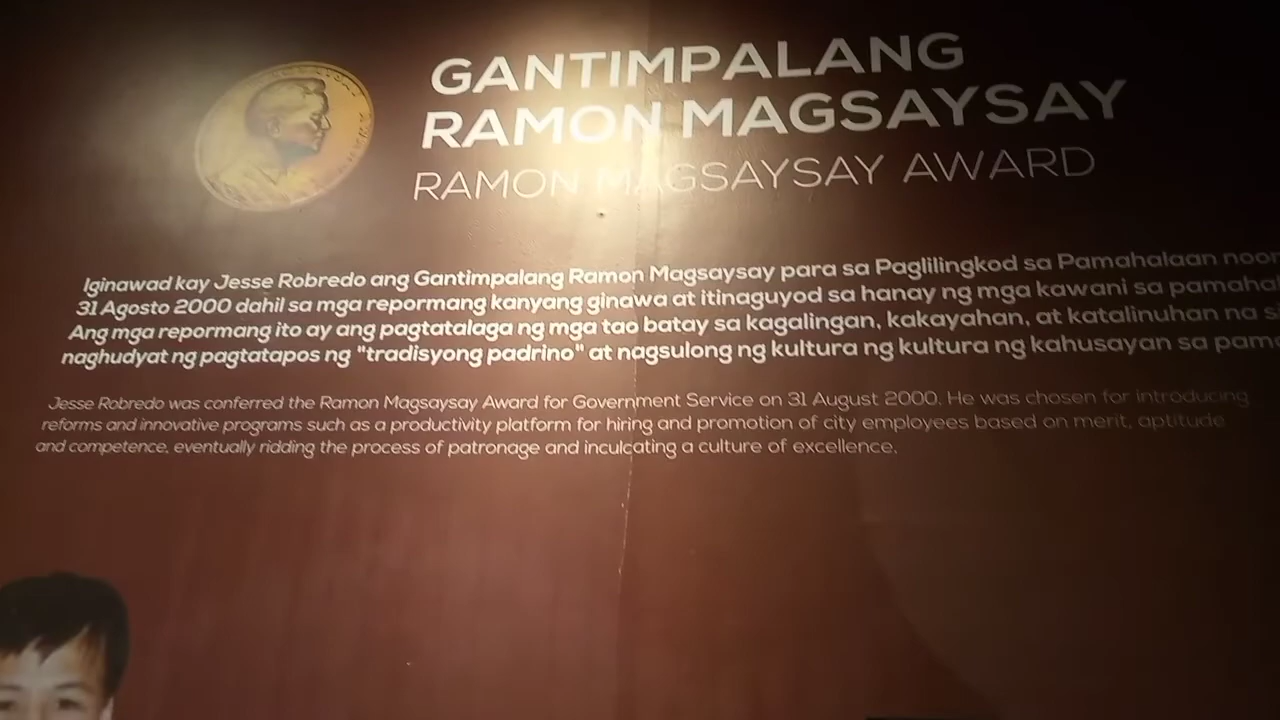 GANTIMPALANG
RAMON MAGSAYSAY
RAMON MAGSAYSAY AWARD
Iginawad kay Jesse Robredo ang Gantimpalang Ramon Magsaysay para sa Paglilingkod sa Pamahalaan
31 Agosto 2000 dahil sa mga repormang kanyang ginawa at itinaguyod sa hanay ng mga kawani sa
Ang mga repormang ito ay ang pagtatalaga ng mga tao batay sa kagalingan, kakayahan, at katalinuhan na
naghudyat ng pagtatapos ng "tradisyong padrino" at nagsulong ng kultura ng kultura ng kahusayan sa
Jesse Robredo was conferred the Ramon Magsaysay Award for Government Service on 31 August 2000. He was chosen for introducing
reforms and innovative programs such as a productivity platform for hiring and promotion of city employees based on merit, aptitude
and competence, eventually ridding the process of patronage and inculcating a culture of excellence.